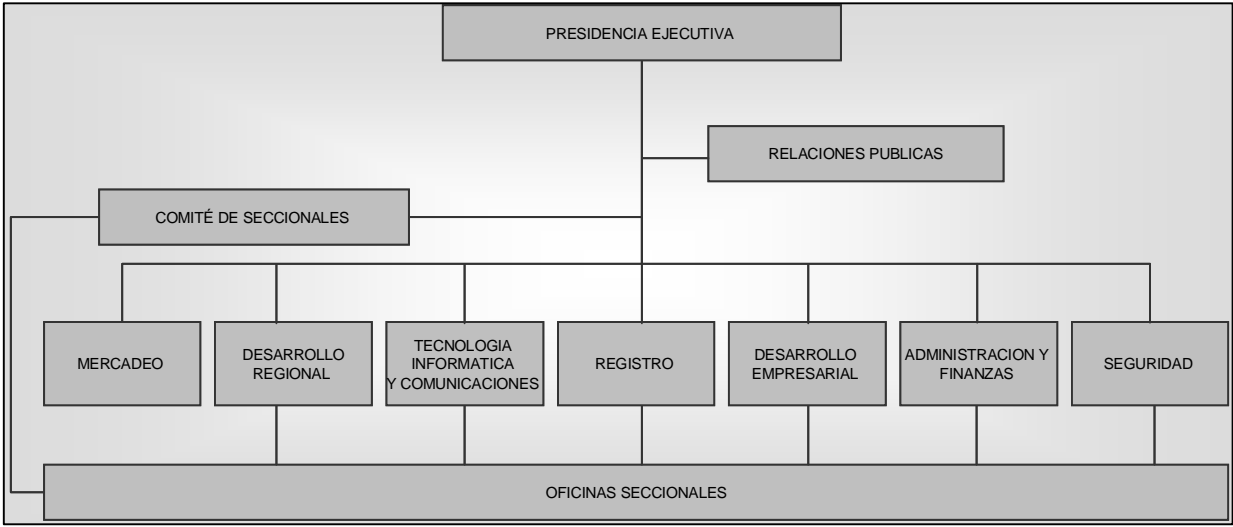 PRESIDENCIA EJECUTIVA
RELACIONES PUBLICAS
COMITÉ DE SECCIONALES
MERCADEO
DESARROLLO
REGIONAL
TECNOLOGIA
INFORMATICA
Y COMUNICACIONES
REGISTRO
DESARROLLO
EMPRESARIAL
ADMINISTRACION Y
FINANZAS
SEGURIDAD
OFICINAS SECCIONALES